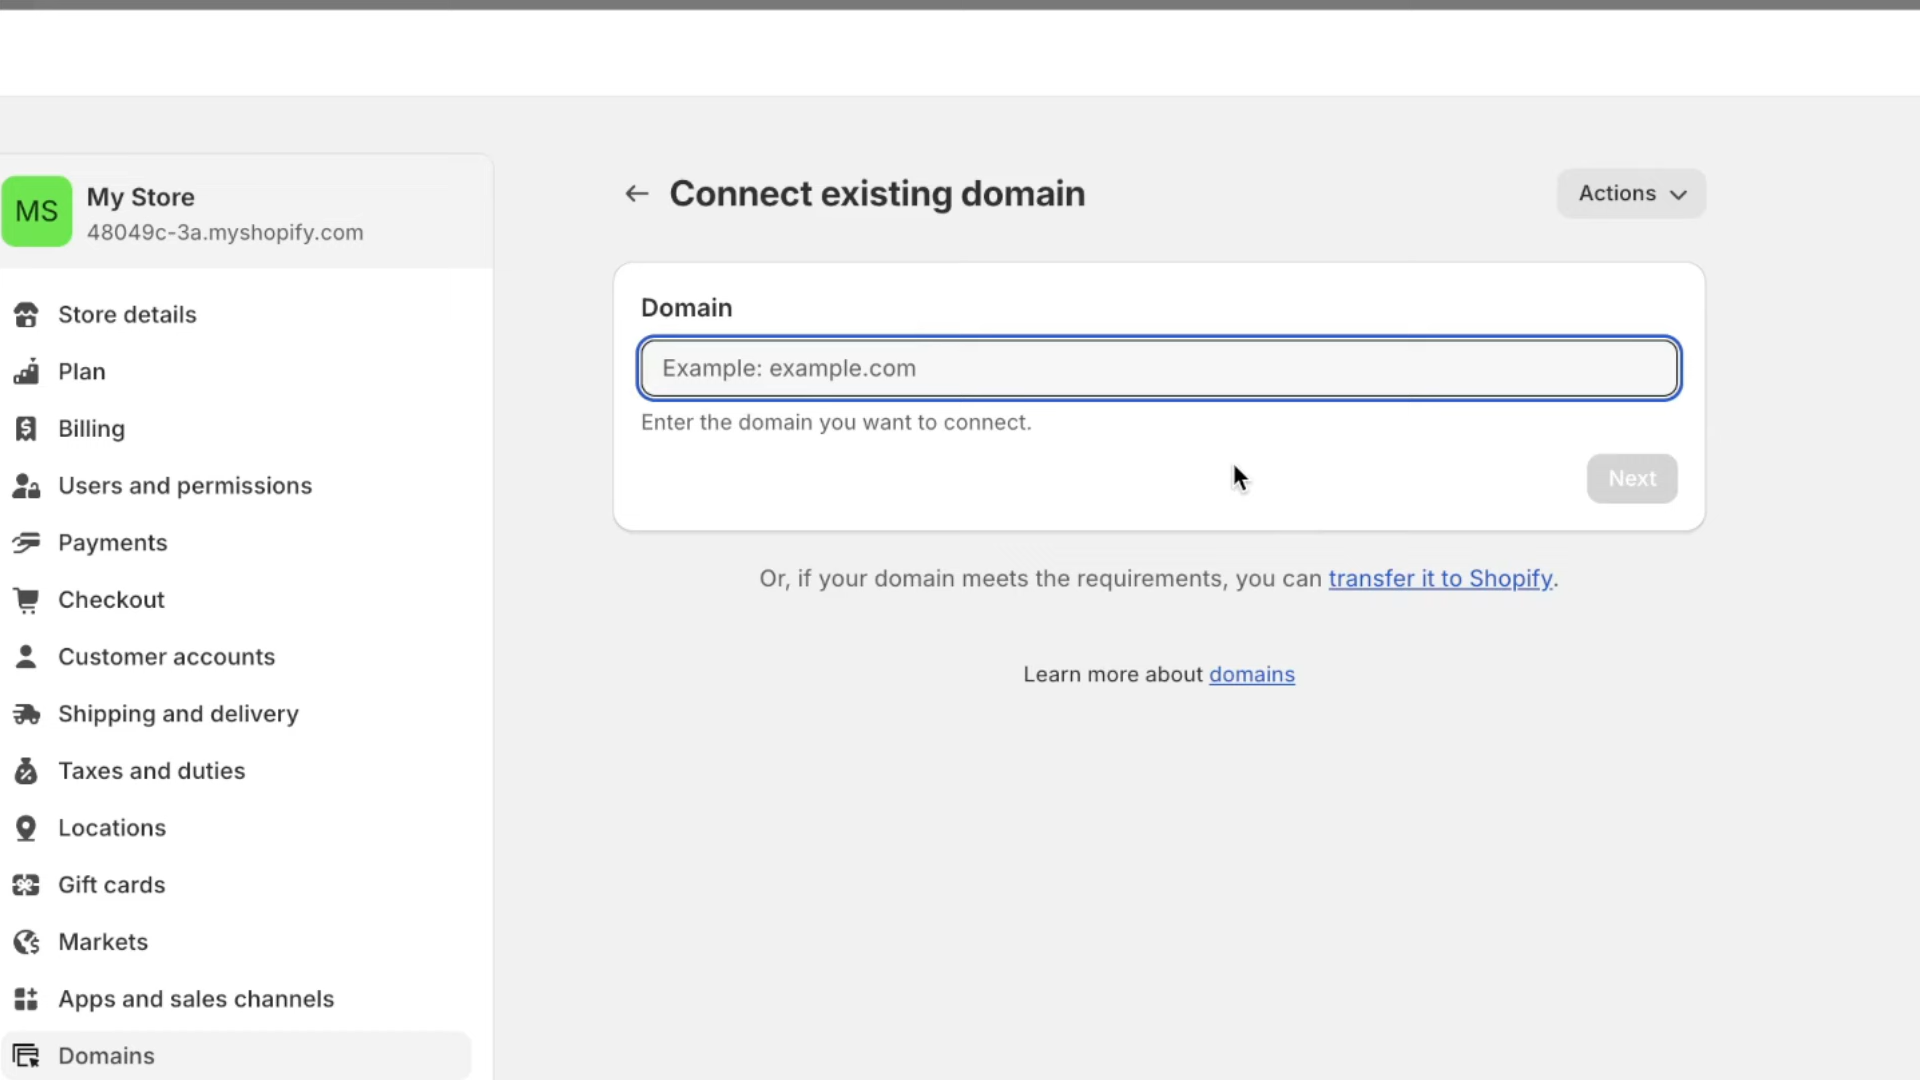 MS
My Store
48049c-3a.myshopify.com
Store details
Plan
Billing
Users and permissions
Payments
Checkout
Customer accounts
Shipping and delivery
Taxes and duties
Locations
Gift cards
Markets
Apps and sales channels
Domains
Connect existing domain
Actions
Domain
Example: example.com
Enter the domain you want to connect.
Next
Or, if your domain meets the requirements, you can transfer it to Shopify.
Learn more about domains